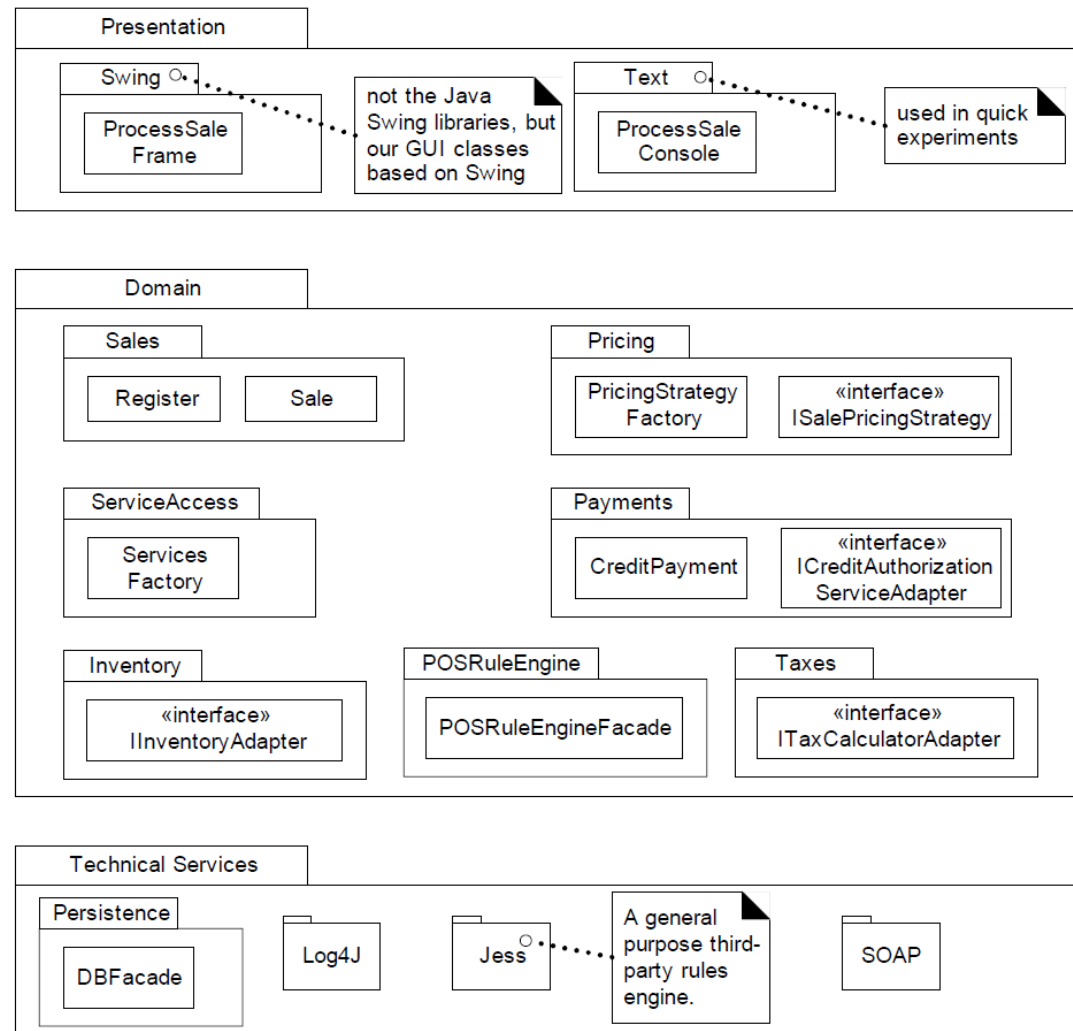 Presentation
Swing
ProcessSale
Frame
not the Java
Swing libraries, but
our GUI classes
based on Swing
Text
ProcessSale
Console
used in quick
experiments
Domain
Sales
Register
Sale
Pricing
PricingStrategy
Factory
«interface»
ISalePricingStrategy
ServiceAccess
Services
Factory
Payments
CreditPayment
«interface»
ICreditAuthorization
ServiceAdapter
Inventory
«interface»
IInventoryAdapter
POSRuleEngine
POSRuleEngineFacade
Taxes
«interface»
ITaxCalculatorAdapter
Technical Services
Persistence
DBFacade
Log4J
Jess
A general
purpose third-
party rules
engine.
SOAP